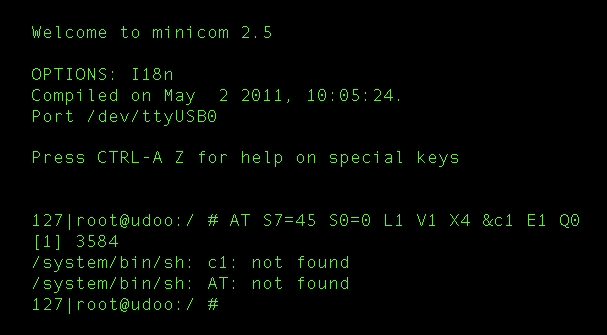 Welcome to minicom 2.5
OPTIONS: I18n
Compiled on May  2 2011, 10:05:24.
Port /dev/ttyUSB0
Press CTRL-A Z for help on special keys
127|root@udoo:/ # AT S7=45 S0=0 L1 V1 X4 &c1 E1 Q0
[1] 3584
/system/bin/sh: c1: not found
/system/bin/sh: AT: not found
127|root@udoo:/ #